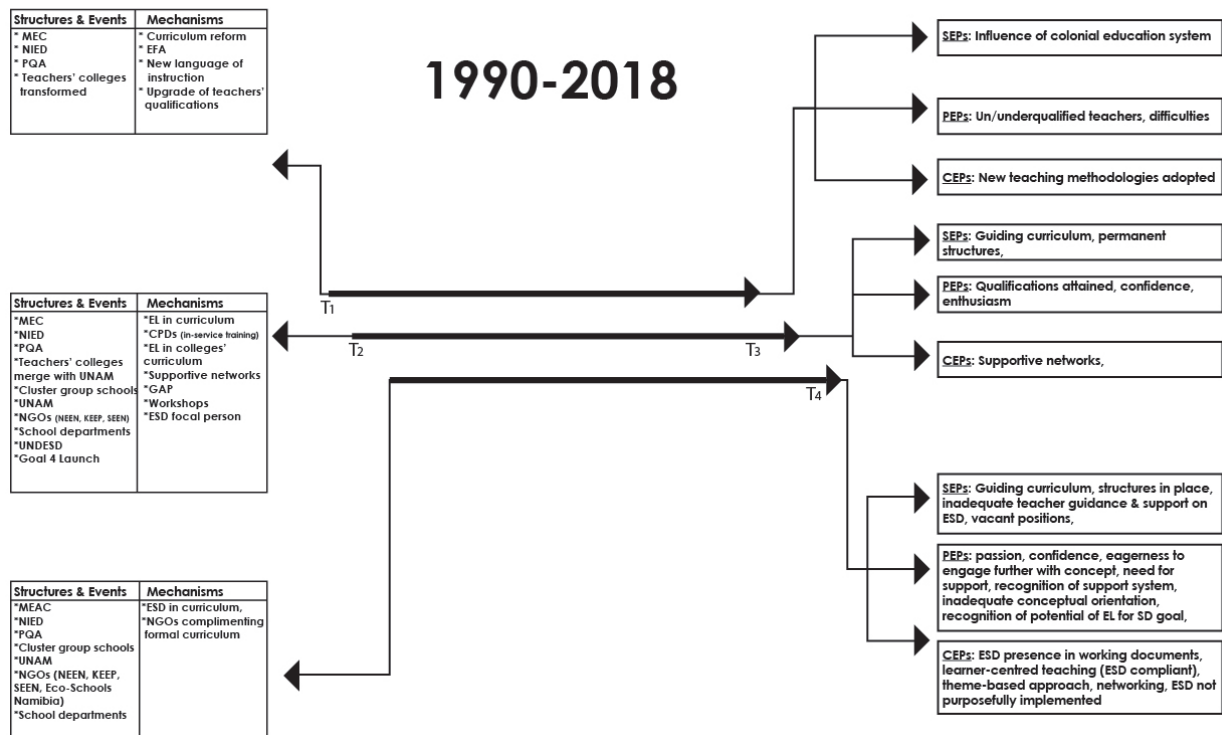 1990-2018
Structures & Events
* MEC
* NIED
* PQA
* Teachers' colleges
transformed
Mechanisms
* Curriculum reform
* EFA
* New language of
instruction
* Upgrade of teachers'
qualifications
SEPs: Influence of colonial education system
PEPs: Un/underqualified teachers, difficulties
CEPs: New teaching methodologies adopted
T1
T2
T3
T4
Structures & Events
*MEC
*NIED
*PQA
*Teachers' colleges
merge with UNAM
*Cluster group schools
*UNAM
*NGOs (NEEN, KEEP, SEEN)
*School departments
*UNDESD
*Goal 4 Launch
Mechanisms
*EL in curriculum
*CPDs (in-service training)
*EL in colleges'
curriculum
*Supportive networks
*GAP
*Workshops
*ESD focal person
SEPs: Guiding curriculum, permanent
structures,
PEPs: Qualifications attained, confidence,
enthusiasm
CEPs: Supportive networks,
Structures & Events
*MEAC
*NIED
*PQA
*Cluster group schools
*UNAM
*NGOs (NEEN, KEEP,
SEEN, Eco-Schools
Namibia)
*School departments
Mechanisms
*ESD in curriculum,
*NGOs complimenting
formal curriculum
SEPs: Guiding curriculum, structures in place,
inadequate teacher guidance & support on
ESD, vacant positions,
PEPs: passion, confidence, eagerness to
engage further with concept, need for
support, recognition of support system,
inadequate conceptual orientation,
recognition of potential of EL for SD goal,
CEPs: ESD presence in working documents,
learner-centred teaching (ESD compliant),
theme-based approach, networking, ESD not
purposefully implemented